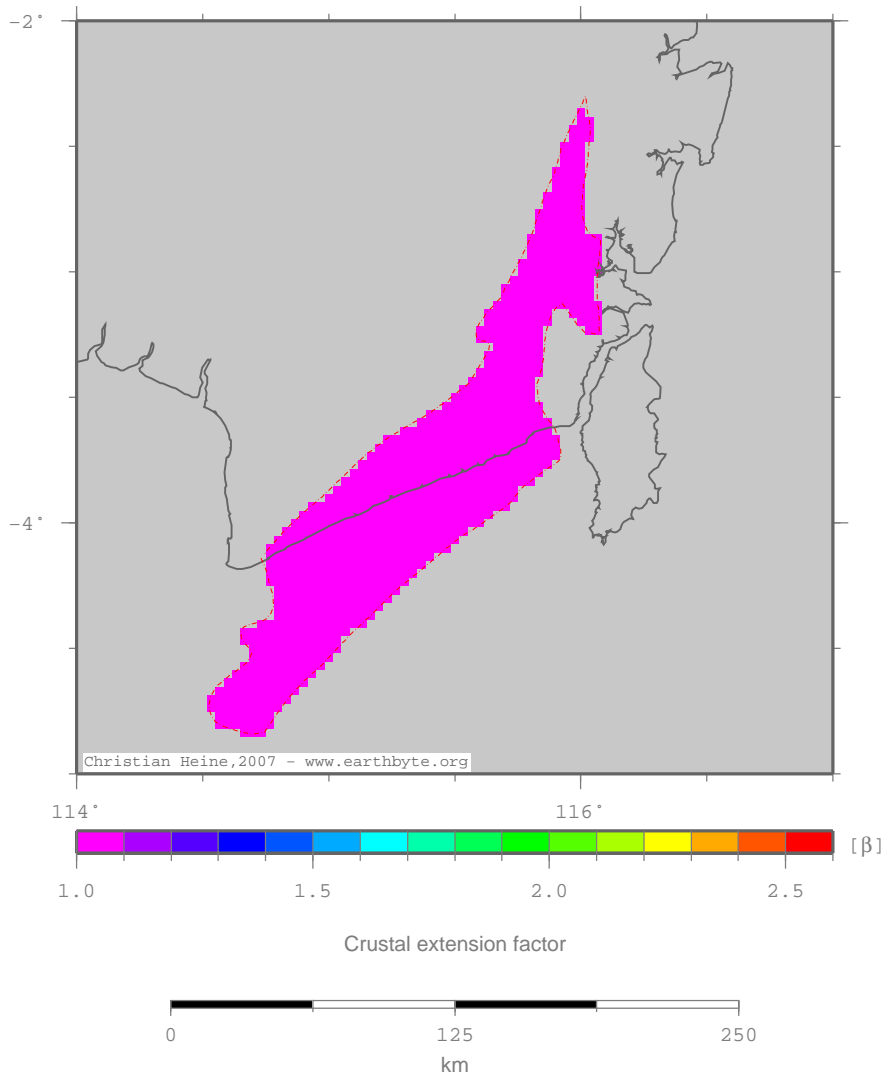 -2°
-4°
Christian Heine,2007 - www.earthbyte.org
114° 116°
[β]
1.0 1.5 2.0 2.5
Crustal extension factor
0 125 250
km